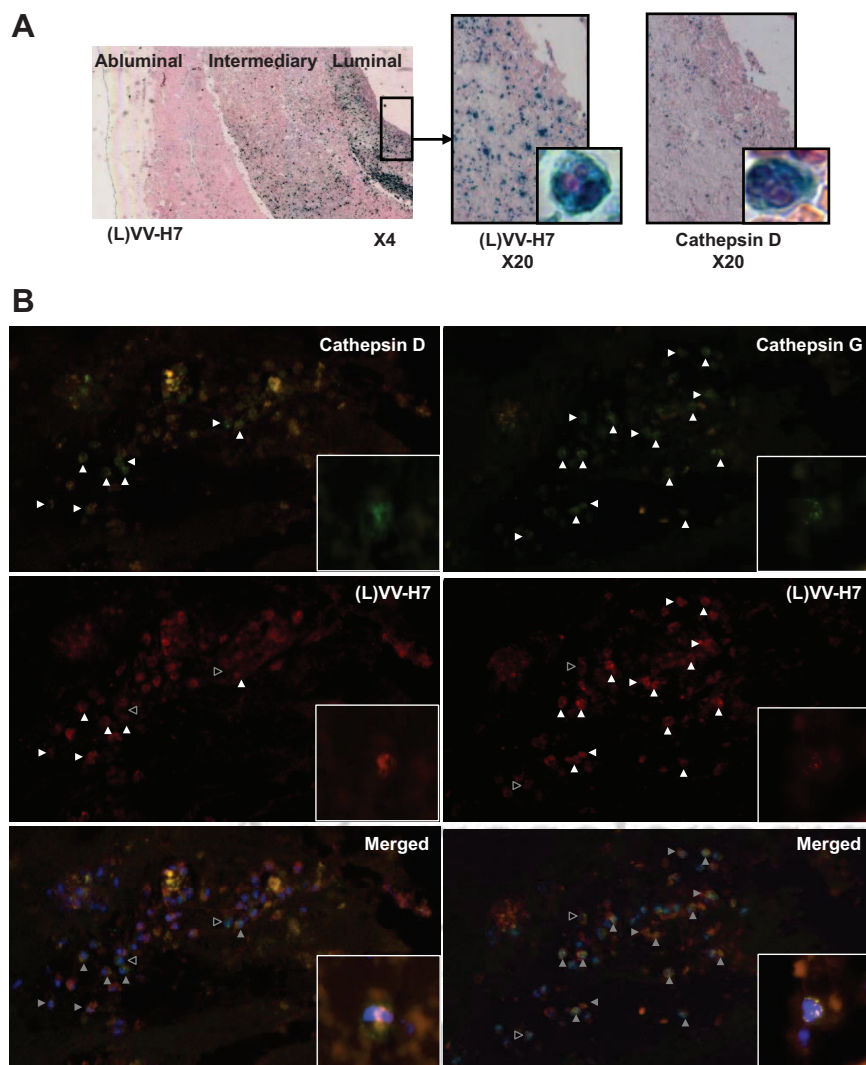 A
Abluminal Intermediary Luminal
(L)VV-H7
X4
(L)VV-H7
X20
Cathepsin D
X20
B
Cathepsin D
Cathepsin G
(L)VV-H7
(L)VV-H7
Merged
Merged